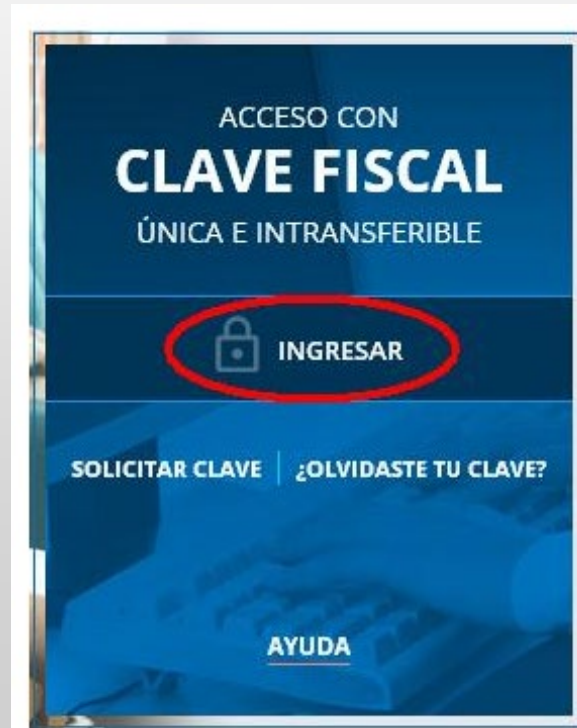 ACCESO CON
CLAVE FISCAL
ÚNICA E INTRANSFERIBLE
INGRESAR
SOLICITAR CLAVE ¿OLVIDASTE TU CLAVE?
AYUDA